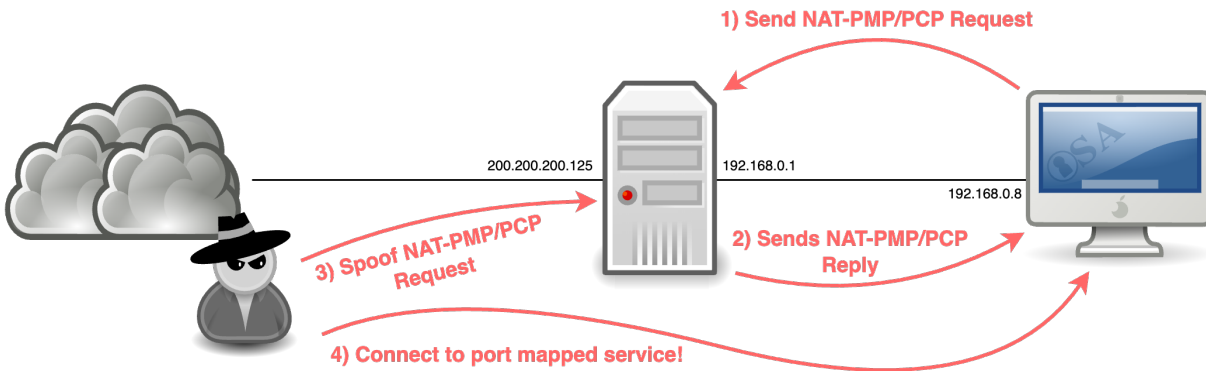 1) Send NAT-PMP/PCP Request
200.200.200.125
192.168.0.1
192.168.0.8
SA
3) Spoof NAT-PMP/PCP
Request
2) Sends NAT-PMP/PCP
Reply
4) Connect to port mapped service!